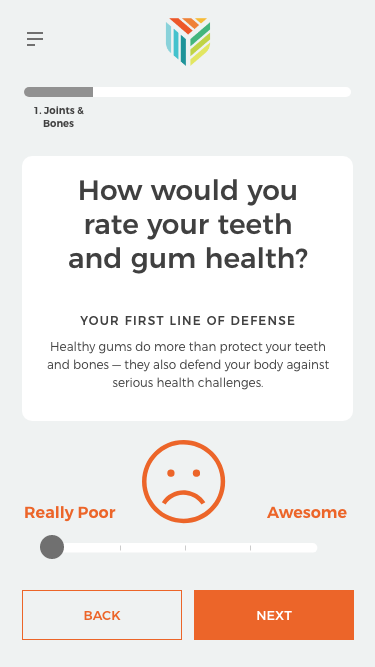 1. Joints &
Bones
How would you
rate your teeth
and gum health?
YOUR FIRST LINE OF DEFENSE
Healthy gums do more than protect your teeth
and bones — they also defend your body against
serious health challenges.
Really Poor
Awesome
BACK
NEXT